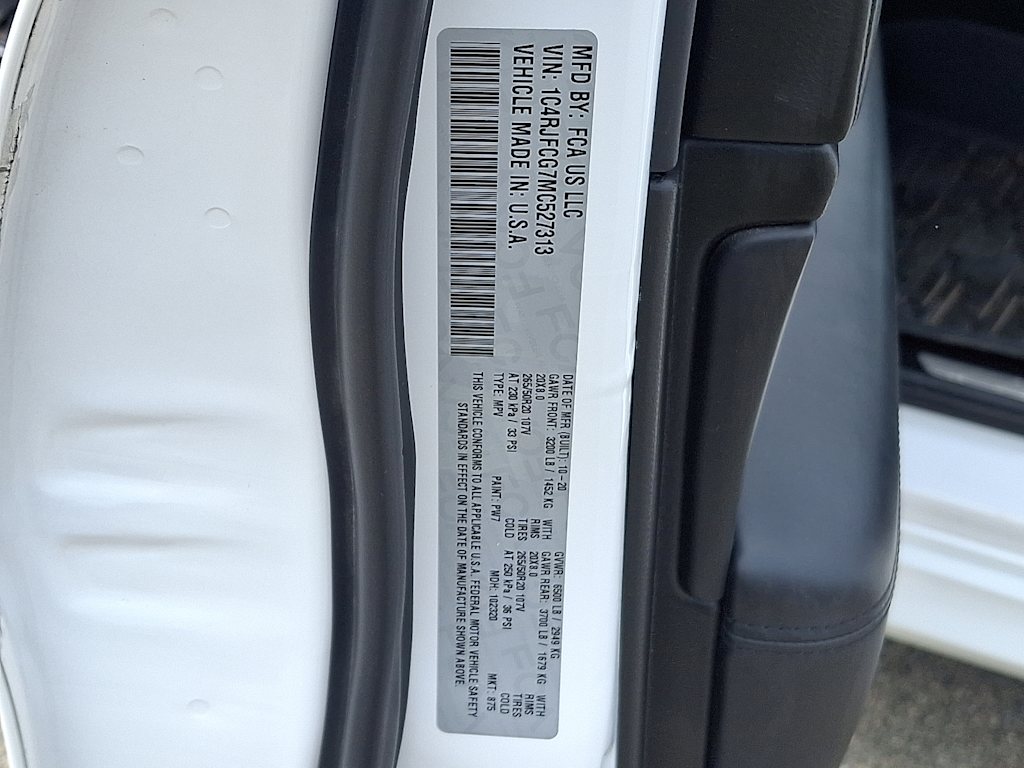 MFD BY: FCA US LLC
VIN: 1C4RJFCG7MC527313
VEHICLE MADE IN: U.S.A.
DATE OF MFR (BUILT): 10-20 GVWR: 6500 LB / 2949 KG
GAWR FRONT: 3200 LB / 1452 KG WITH GAWR REAR: 3700 LB / 1679 KG WITH
20X8.0 RIMS 20X8.0 RIMS
265/50R20 107V TIRES 265/50R20 107V TIRES
AT 230 kPa / 33 PSI COLD AT 250 kPa / 36 PSI COLD
TYPE: MPV PAINT: PW7 MDH: 102320 MKT: 875
THIS VEHICLE CONFORMS TO ALL APPLICABLE U.S.A. FEDERAL MOTOR VEHICLE SAFETY
STANDARDS IN EFFECT ON THE DATE OF MANUFACTURE SHOWN ABOVE.